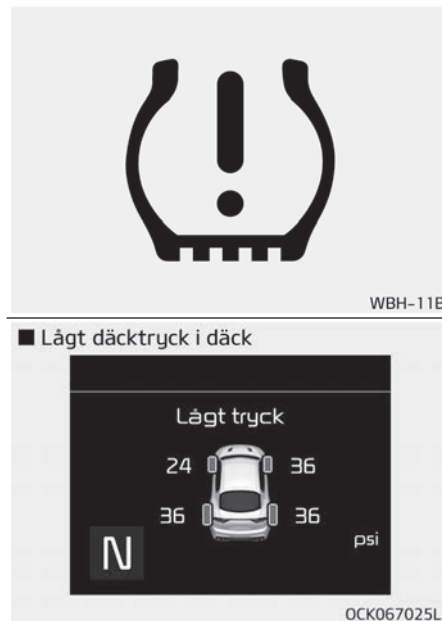 WBH-11B
■ Lågt däcktryck i däck
Lågt tryck
24 36
36 36
psi
N
OCK067025L